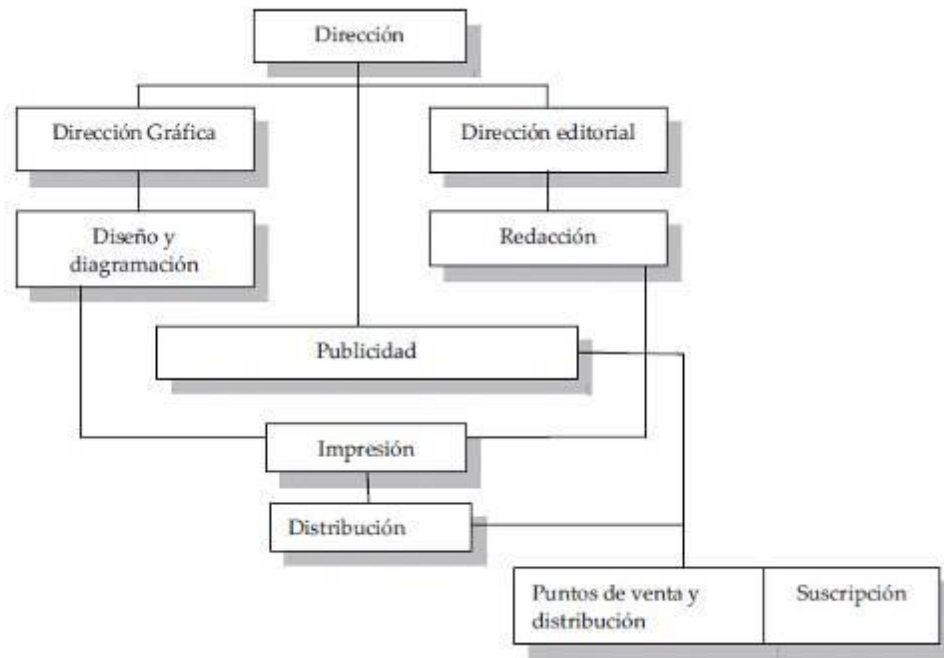 Dirección
Dirección Gráfica
Dirección editorial
Diseño y
diagramación
Redacción
Publicidad
Impresión
Distribución
Puntos de venta y
distribución
Suscripción